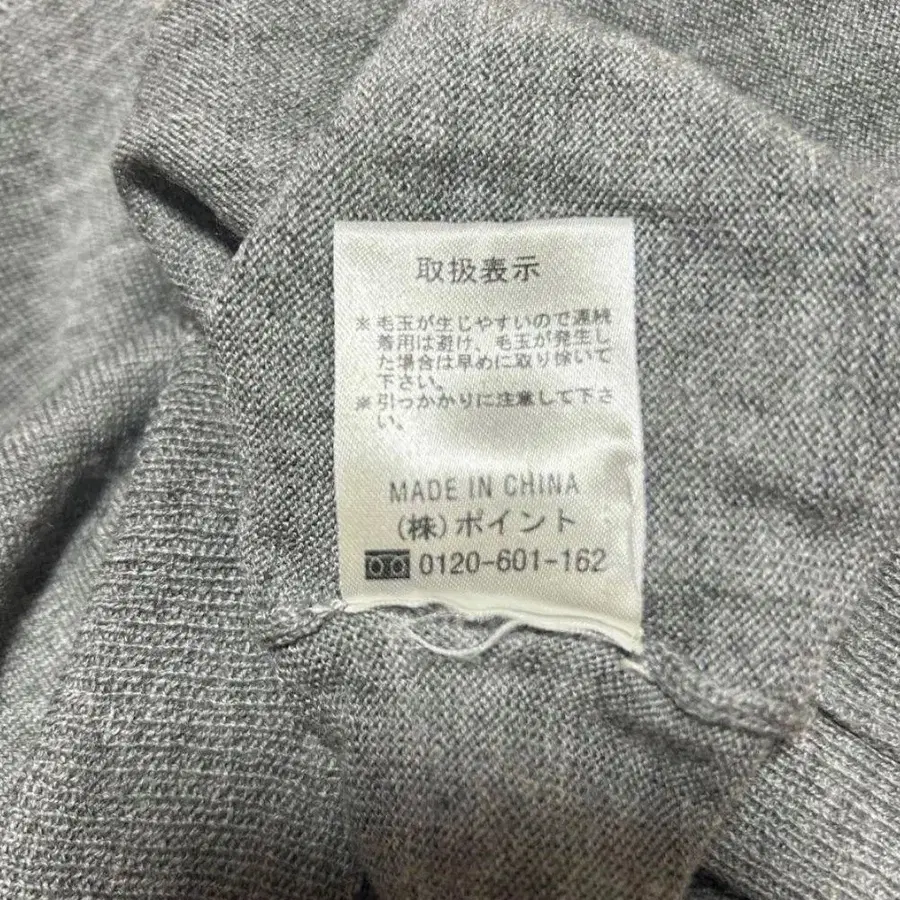 取扱表示
※毛玉が生じやすいので連続
着用は避け、毛玉が発生し
た場合は早めに取り除いて
下さい。
※引っかかりに注意して下さ
い。
MADE IN CHINA
(株)ポイント
0120-601-162